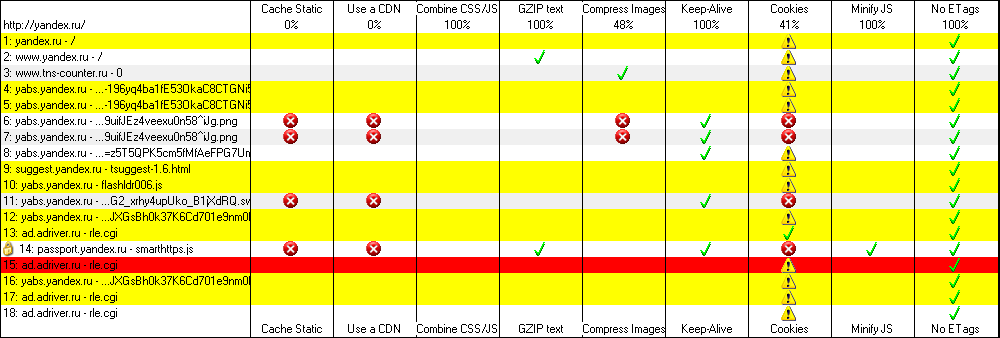 Cache Static Use a CDN Combine CSS/JS GZIP text Compress Images Keep-Alive Cookies Minify JS No ETags
http://yandex.ru/ 0% 0% 100% 100% 48% 100% 41% 100% 100%
1: yandex.ru - /
2: www.yandex.ru - /
3: www.tns-counter.ru - 0
4: yabs.yandex.ru - ...-196yq4ba1fE53OkaC8CTGNi5
5: yabs.yandex.ru - ...-196yq4ba1fE53OkaC8CTGNi5
6: yabs.yandex.ru - ...9uifJEz4veexu0n58^iJg.png
7: yabs.yandex.ru - ...9uifJEz4veexu0n58^iJg.png
8: yabs.yandex.ru - ...=z5T5QPK5cm5fMfAeFPG7Un
9: suggest.yandex.ru - tsuggest-1.6.html
10: yabs.yandex.ru - flashldr006.js
11: yabs.yandex.ru - ...G2_xrhy4upUko_B1jXdRQ.sw
12: yabs.yandex.ru - ...JXGsBh0k37K6Cd701e9nm0
13: ad.adriver.ru - rle.cgi
14: passport.yandex.ru - smarthttps.js
15: ad.adriver.ru - rle.cgi
16: yabs.yandex.ru - ...JXGsBh0k37K6Cd701e9nm0
17: ad.adriver.ru - rle.cgi
18: ad.adriver.ru - rle.cgi
Cache Static Use a CDN Combine CSS/JS GZIP text Compress Images Keep-Alive Cookies Minify JS No ETags